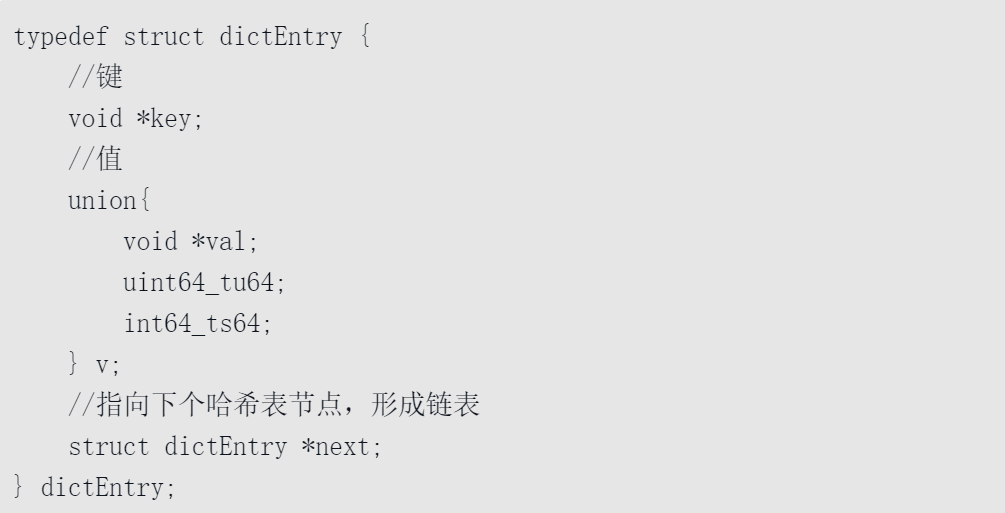 typedef struct dictEntry {
    //键
    void *key;
    //值
    union{
        void *val;
        uint64_tu64;
        int64_ts64;
    } v;
    //指向下个哈希表节点，形成链表
    struct dictEntry *next;
} dictEntry;